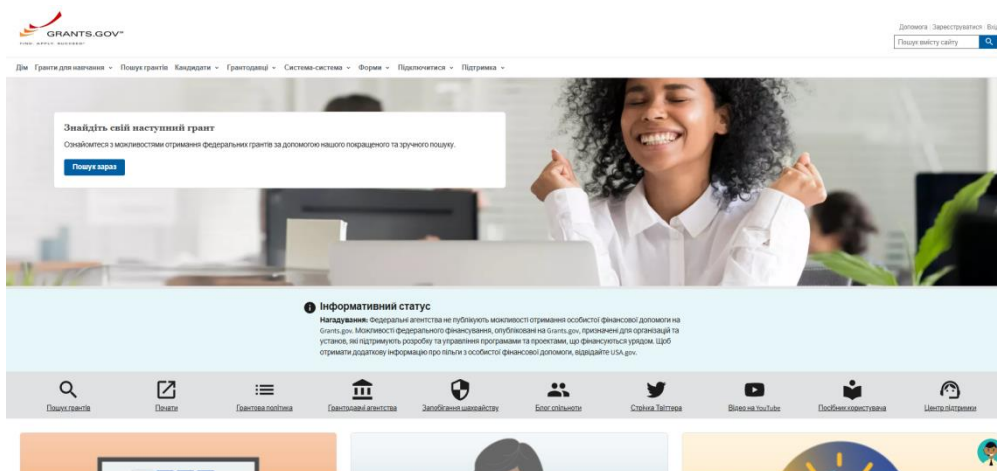 GRANTS.GOV™
FIND. APPLY. SUCCEED.
Допомога Зареєструватися
Пошук вмісту сайту
Дім Гранти для навчання Пошук грантів Кандидати Грантодавці Система-система Форми Підключитися Підтримка
Знайдіть свій наступний грант
Ознайомтеся з можливостями отримання федеральних грантів за допомогою нашого покращеного та зручного пошуку.
Пошук зараз
Інформативний статус
Нагадування: Федеральні агентства не публікують можливості отримання особистої фінансової допомоги на
Grants.gov. Можливості федерального фінансування, опубліковані на Grants.gov, призначені для організацій та
установ, які підтримують розробку та управління програмами та проектами, що фінансуються урядом. Щоб
отримати додаткову інформацію про пільги з особистої фінансової допомоги, відвідайте USA.gov.
Пошук грантів Почати Грантова політика Грантодавчі агентства Запобігання шахрайству Блог спільноти Стрічка Твіттера Відео на YouTube Посібник користувача Центр підтримки